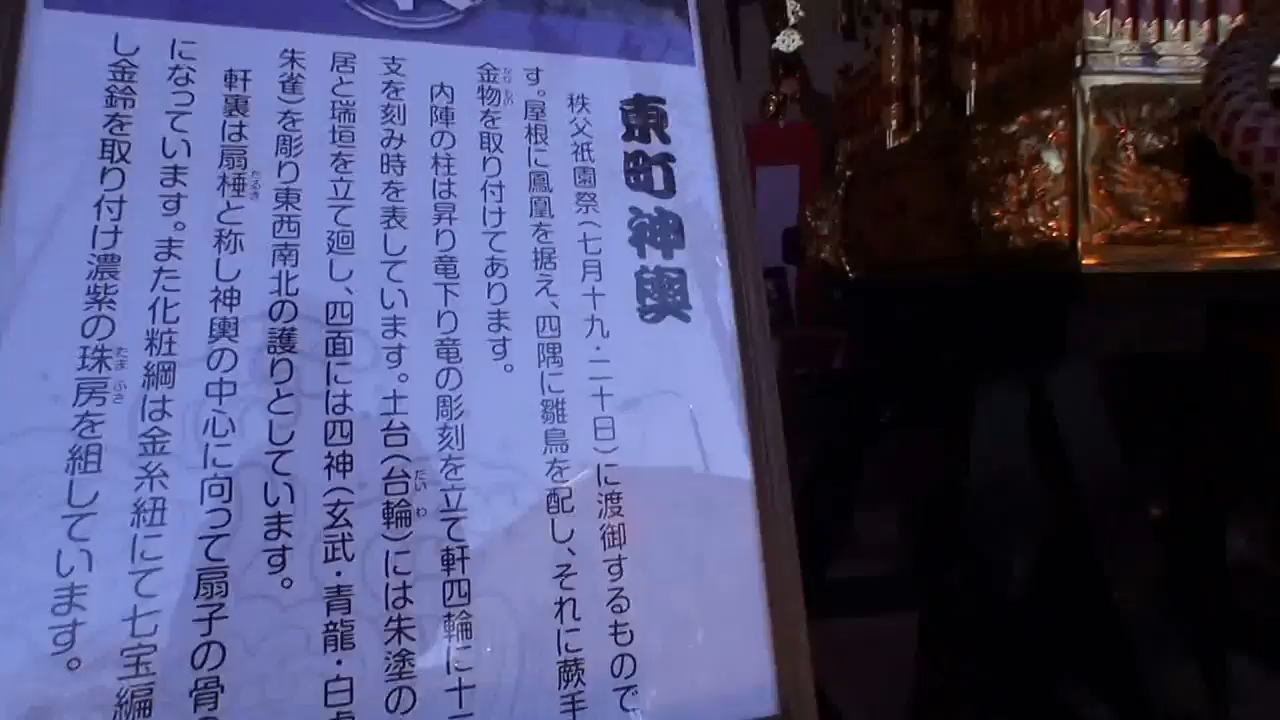 東町神輿
秩父祇園祭（七月十九・二十日）に渡御するもので
す。屋根に鳳凰を据え、四隅に雛鳥を配し、それに蕨手
金物を取り付けてあります。
内陣の柱は昇り竜下り竜の彫刻を立て軒四輪に十
支を刻み時を表しています。土台（台輪）には朱塗の
居と瑞垣を立て廻し、四面には四神（玄武・青龍・白虎
朱雀）を彫り東西南北の護りとしています。
軒裏は扇棰と称し神輿の中心に向って扇子の骨の
になっています。また化粧綱は金糸紐にて七宝編
し金鈴を取り付け濃紫の珠房を組しています。